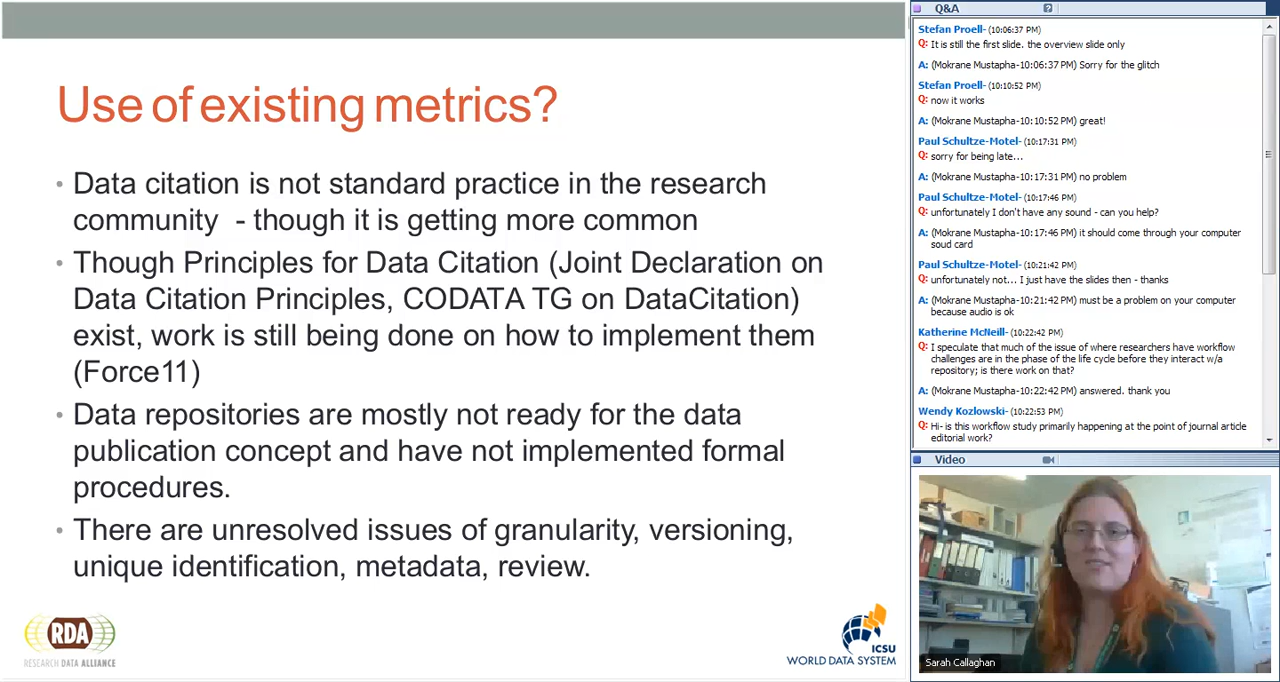 Use of existing metrics?
• Data citation is not standard practice in the research
community - though it is getting more common
• Though Principles for Data Citation (Joint Declaration on
Data Citation Principles, CODATA TG on DataCitation)
exist, work is still being done on how to implement them
(Force11)
• Data repositories are mostly not ready for the data
publication concept and have not implemented formal
procedures.
• There are unresolved issues of granularity, versioning,
unique identification, metadata, review.
RDA
RESEARCH DATA ALLIANCE
ICSU
WORLD DATA SYSTEM
Q&A
Stefan Proell- (10:06:37 PM)
Q: It is still the first slide. the overview slide only
A: (Mokrane Mustapha-10:06:37 PM) Sorry for the glitch
Stefan Proell- (10:10:52 PM)
Q: now it works
A: (Mokrane Mustapha-10:10:52 PM) great!
Paul Schultze-Motel- (10:17:31 PM)
Q: sorry for being late...
A: (Mokrane Mustapha-10:17:31 PM) no problem
Paul Schultze-Motel- (10:17:46 PM)
Q: unfortunately I don't have any sound - can you help?
A: (Mokrane Mustapha-10:17:46 PM) it should come through your computer
soud card
Paul Schultze-Motel- (10:21:42 PM)
Q: unfortunately not... I just have the slides then - thanks
A: (Mokrane Mustapha-10:21:42 PM) must be a problem on your computer
because audio is ok
Katherine McNeill- (10:22:42 PM)
Q: I speculate that much of the issue of where researchers have workflow
challenges are in the phase of the life cycle before they interact w/a
repository; is there work on that?
A: (Mokrane Mustapha-10:22:42 PM) answered. thank you
Wendy Kozlowski- (10:22:53 PM)
Q: Hi- is this workflow study primarily happening at the point of journal article
editorial work?
Video
Sarah Callaghan